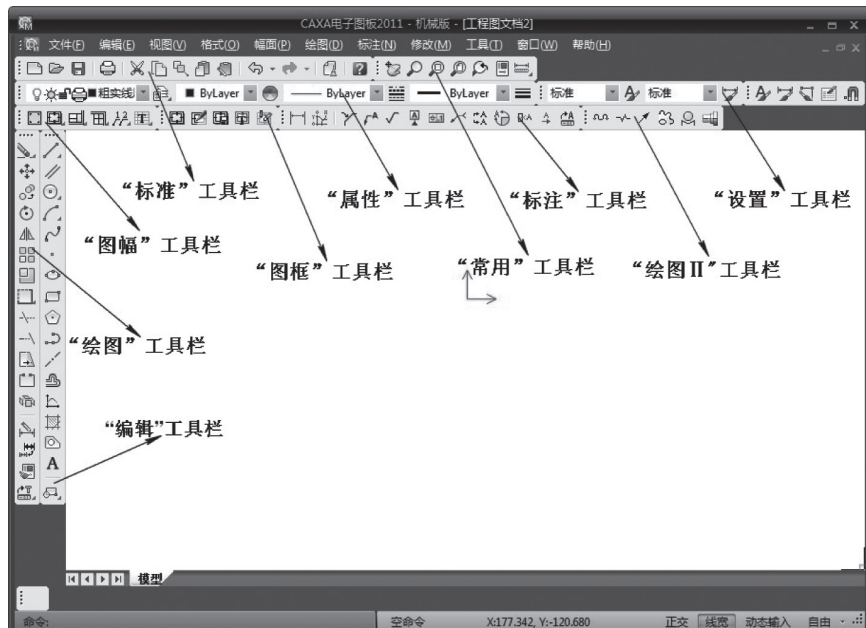 CAXA电子图板2011 - 机械版 - [工程图文档2]
文件(F) 编辑(E) 视图(V) 格式(O) 幅面(P) 绘图(D) 标注(N) 修改(M) 工具(T) 窗口(W) 帮助(H)
粗实线 ByLayer ByLayer ByLayer 标准 标准
“标准”工具栏 “属性”工具栏 “标注”工具栏 “设置”工具栏
“图幅”工具栏
“图框”工具栏 “常用”工具栏 “绘图Ⅱ”工具栏
“绘图”工具栏
“编辑”工具栏
A
模型
命令: 空命令 X:177.342, Y:-120.680 正交 线宽 动态输入 自由